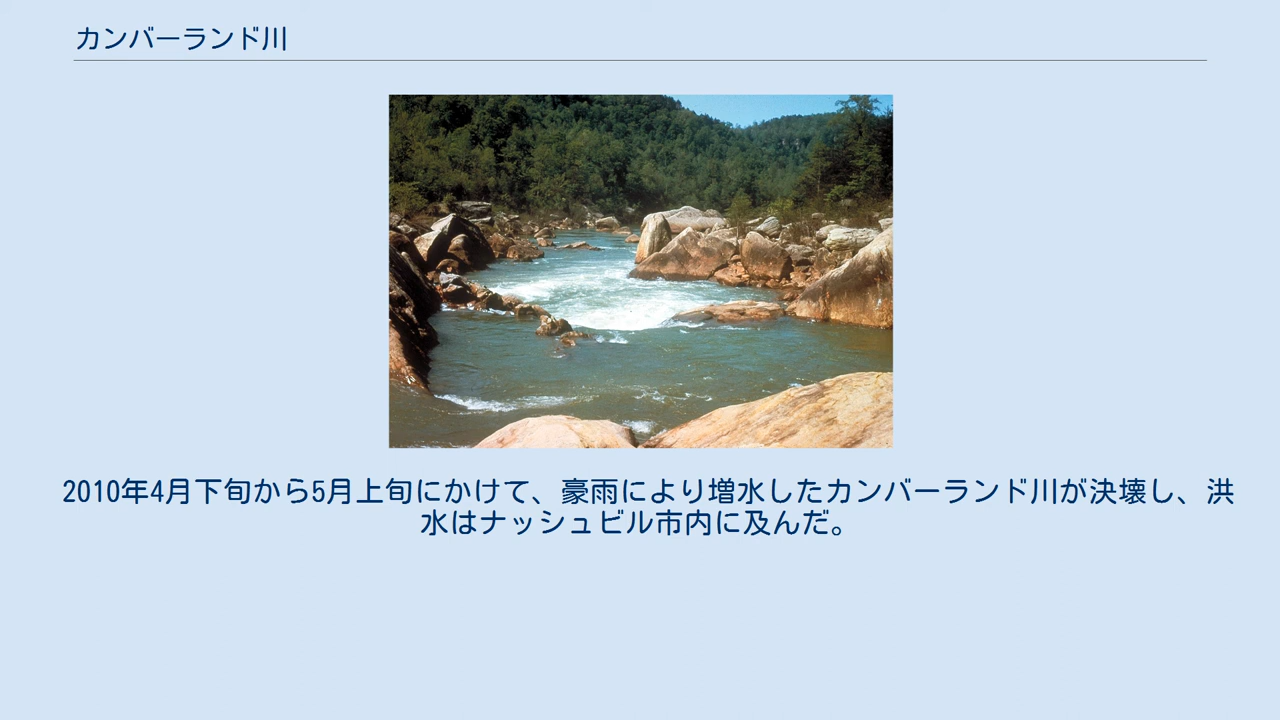 カンバーランド川
2010年4月下旬から5月上旬にかけて、豪雨により増水したカンバーランド川が決壊し、洪
水はナッシュビル市内に及んだ。